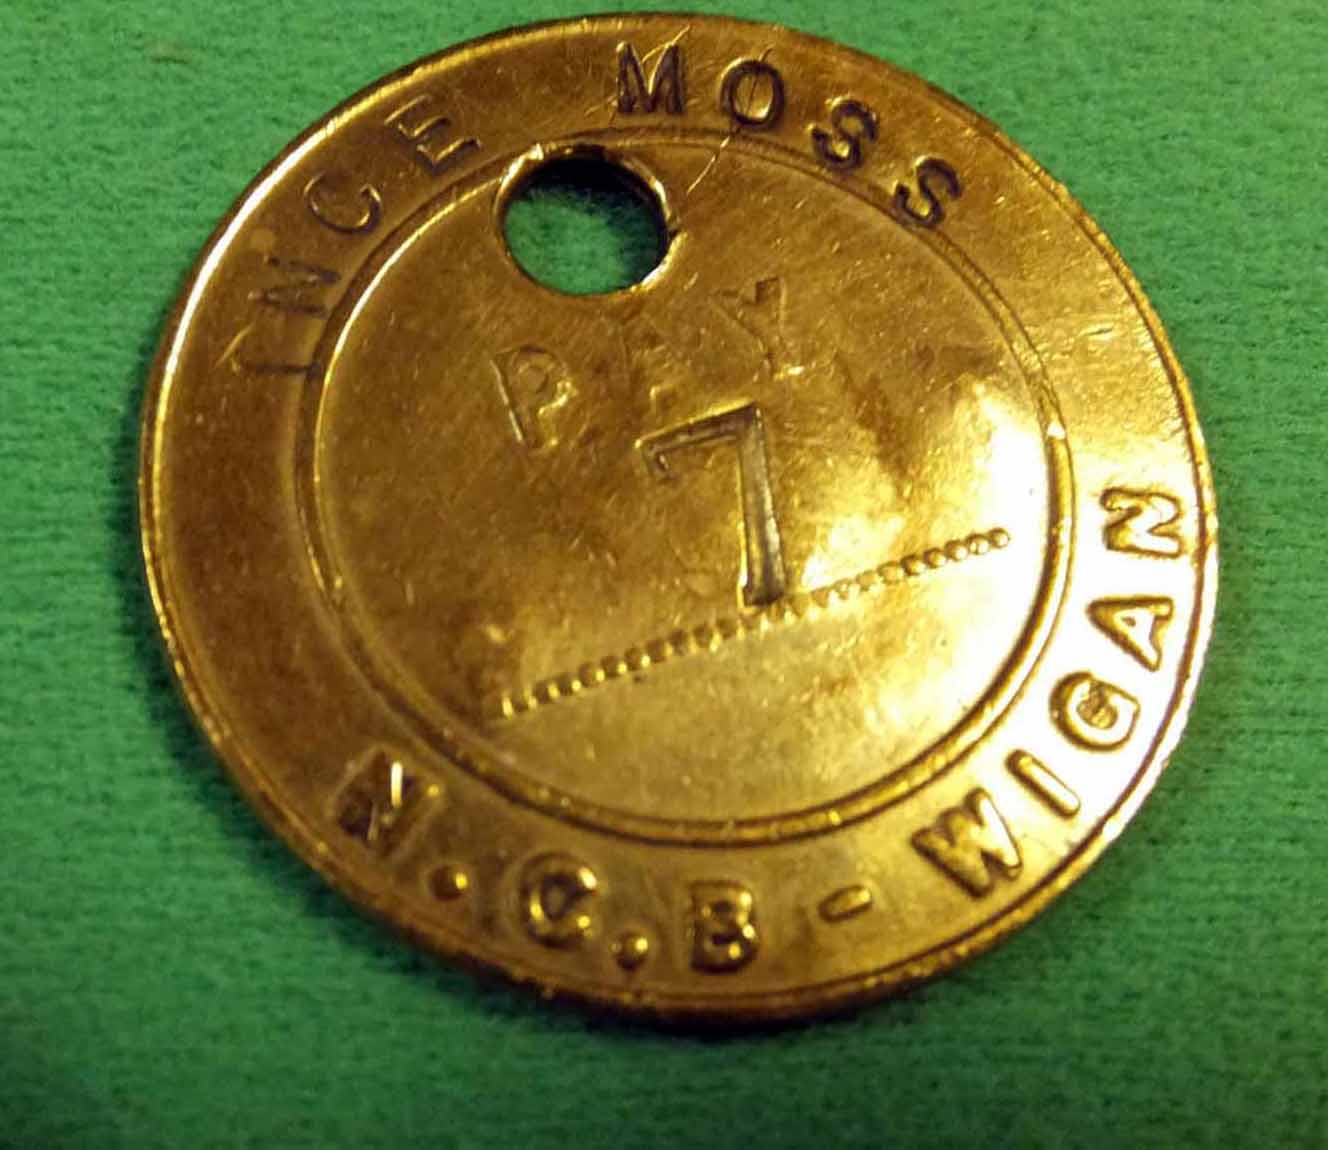 INCE MOSS
PAY
7
N.C.B - WIGAN